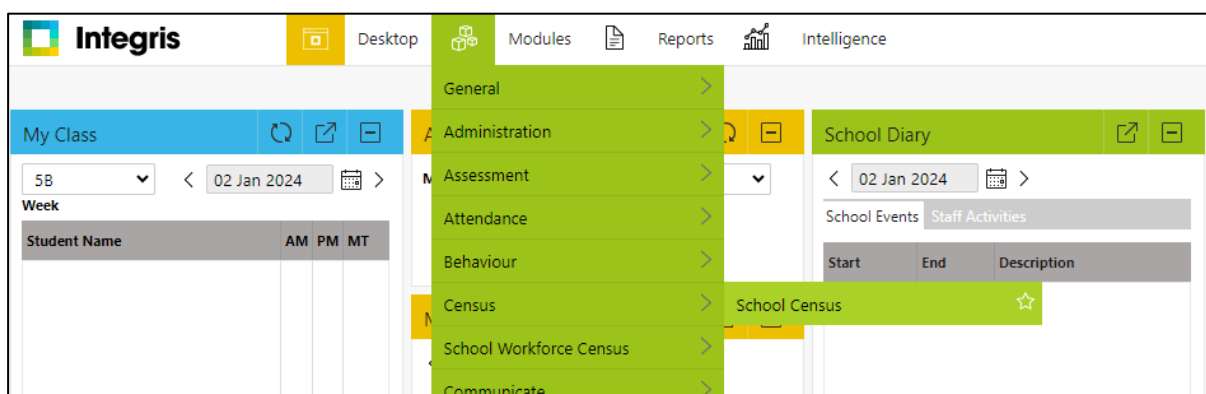 Integris
Desktop
Modules
Reports
Intelligence
General
Administration
Assessment
Attendance
Behaviour
Census
School Census
School Workforce Census
Communicate
My Class
5B
02 Jan 2024
Week
Student Name AM PM MT
School Diary
02 Jan 2024
School Events Staff Activities
Start End Description